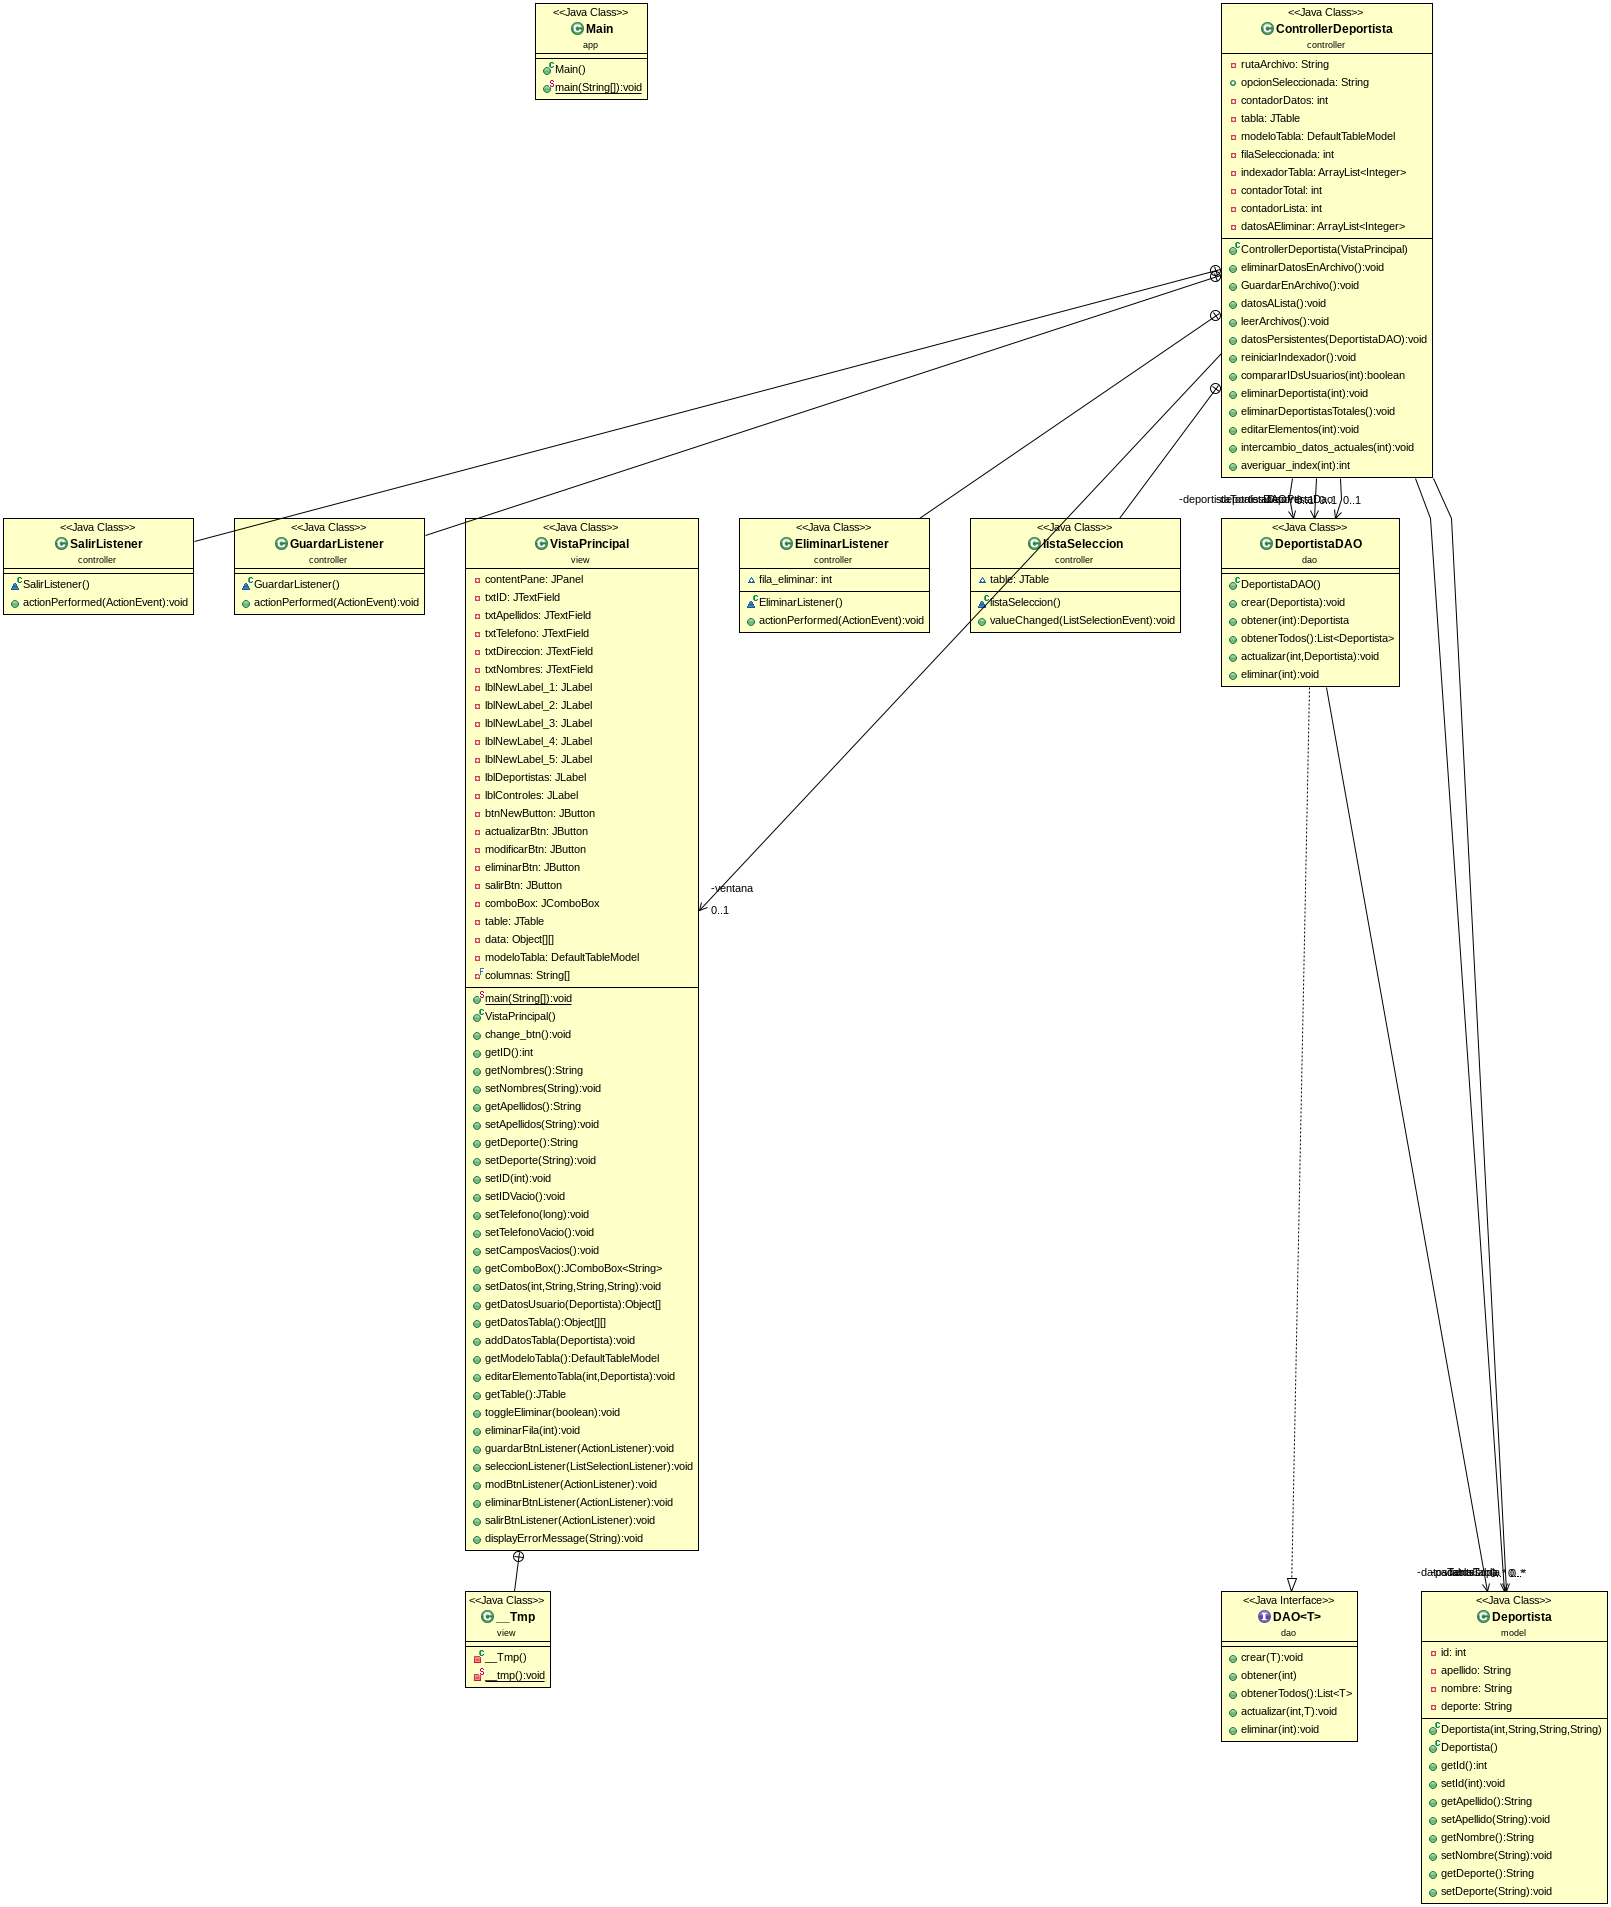 <<Java Class>>
Main
app
Main()
main(String[]):void
<<Java Class>>
ControllerDeportista
controller
rutaArchivo: String
opcionSeleccionada: String
contadorDatos: int
tabla: JTable
modeloTabla: DefaultTableModel
filaSeleccionada: int
indexadorTabla: ArrayList<Integer>
contadorTotal: int
contadorLista: int
datosAEliminar: ArrayList<Integer>
ControllerDeportista(VistaPrincipal)
eliminarDatosEnArchivo():void
GuardarEnArchivo():void
datosALista():void
leerArchivos():void
datosPersistentes(DeportistaDAO):void
reiniciarIndexador():void
compararIDsUsuarios(int):boolean
eliminarDeportista(int):void
eliminarDeportistasTotales():void
editarElementos(int):void
intercambio_datos_actuales(int):void
averiguar_index(int):int
0..1
<<Java Class>>
SalirListener
controller
SalirListener()
actionPerformed(ActionEvent):void
<<Java Class>>
GuardarListener
controller
GuardarListener()
actionPerformed(ActionEvent):void
<<Java Class>>
VistaPrincipal
view
contentPane: JPanel
txtID: JTextField
txtApellidos: JTextField
txtTelefono: JTextField
txtDireccion: JTextField
txtNombres: JTextField
lblNewLabel_1: JLabel
lblNewLabel_2: JLabel
lblNewLabel_3: JLabel
lblNewLabel_4: JLabel
lblNewLabel_5: JLabel
lblDeportistas: JLabel
lblControles: JLabel
btnNewButton: JButton
actualizarBtn: JButton
modificarBtn: JButton
eliminarBtn: JButton
salirBtn: JButton
comboBox: JComboBox
table: JTable
data: Object[][]
modeloTabla: DefaultTableModel
columnas: String[]
main(String[]):void
VistaPrincipal()
change_btn():void
getID():int
getNombres():String
setNombres(String):void
getApellidos():String
setApellidos(String):void
getDeporte():String
setDeporte(String):void
setID(int):void
setIDVacio():void
setTelefono(long):void
setTelefonoVacio():void
setCamposVacios():void
getComboBox():JComboBox<String>
setDatos(int,String,String,String):void
getDatosUsuario(Deportista):Object[]
getDatosTabla():Object[][]
addDatosTabla(Deportista):void
getModeloTabla():DefaultTableModel
editarElementoTabla(int,Deportista):void
getTable():JTable
toggleEliminar(boolean):void
eliminarFila(int):void
guardarBtnListener(ActionListener):void
seleccionListener(ListSelectionListener):void
modBtnListener(ActionListener):void
eliminarBtnListener(ActionListener):void
salirBtnListener(ActionListener):void
displayErrorMessage(String):void
<<Java Class>>
EliminarListener
controller
fila_eliminar: int
EliminarListener()
actionPerformed(ActionEvent):void
<<Java Class>>
listaSeleccion
controller
table: JTable
listaSeleccion()
valueChanged(ListSelectionEvent):void
<<Java Class>>
DeportistaDAO
dao
DeportistaDAO()
crear(Deportista):void
obtener(int):Deportista
obtenerTodos():List<Deportista>
actualizar(int,Deportista):void
eliminar(int):void
-ventana
0..1
<<Java Class>>
__Tmp
view
__Tmp()
__tmp():void
<<Java Interface>>
DAO<T>
dao
crear(T):void
obtener(int)
obtenerTodos():List<T>
actualizar(int,T):void
eliminar(int):void
<<Java Class>>
Deportista
model
id: int
apellido: String
nombre: String
deporte: String
Deportista(int,String,String,String)
Deportista()
getId():int
setId(int):void
getApellido():String
setApellido(String):void
getNombre():String
setNombre(String):void
getDeporte():String
setDeporte(String):void